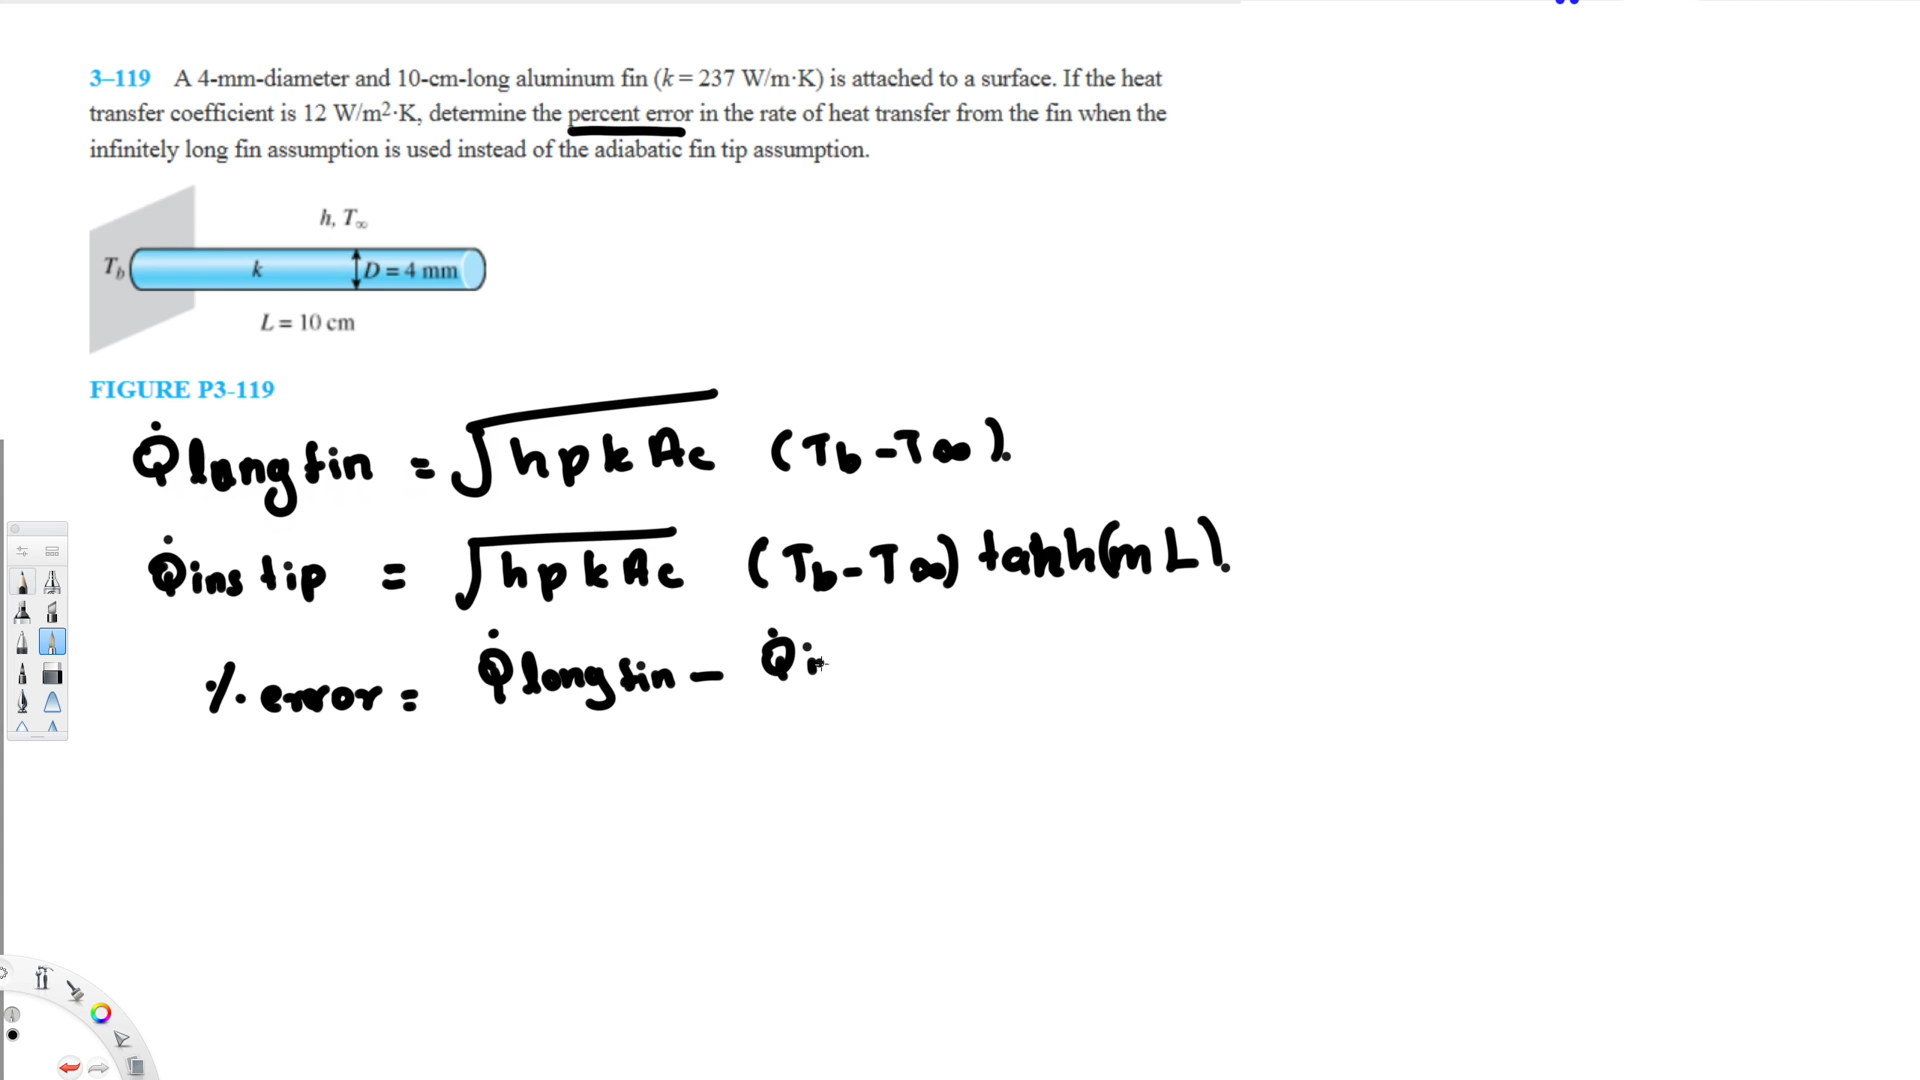 3–119 A 4-mm-diameter and 10-cm-long aluminum fin (k = 237 W/m·K) is attached to a surface. If the heat
transfer coefficient is 12 W/m²·K, determine the percent error in the rate of heat transfer from the fin when the
infinitely long fin assumption is used instead of the adiabatic fin tip assumption.
h, T∞
T_b
k
D = 4 mm
L = 10 cm
FIGURE P3-119
Q̇ long fin = √hpkAc (Tb - T∞).
Q̇ ins tip = √hpkAc (Tb - T∞) tanh(mL).
% error = Q̇ long fin - Q̇i